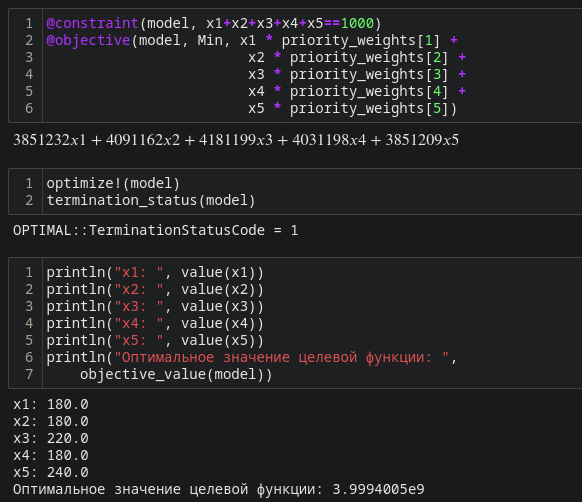 1 @constraint(model, x1+x2+x3+x4+x5==1000)
2 @objective(model, Min, x1 * priority_weights[1] +
3                         x2 * priority_weights[2] +
4                         x3 * priority_weights[3] +
5                         x4 * priority_weights[4] +
6                         x5 * priority_weights[5])
3851232x1 + 4091162x2 + 4181199x3 + 4031198x4 + 3851209x5
1 optimize!(model)
2 termination_status(model)
OPTIMAL::TerminationStatusCode = 1
1 println("x1: ", value(x1))
2 println("x2: ", value(x2))
3 println("x3: ", value(x3))
4 println("x4: ", value(x4))
5 println("x5: ", value(x5))
6 println("Оптимальное значение целевой функции: ",
7     objective_value(model))
x1: 180.0
x2: 180.0
x3: 220.0
x4: 180.0
x5: 240.0
Оптимальное значение целевой функции: 3.9994005e9